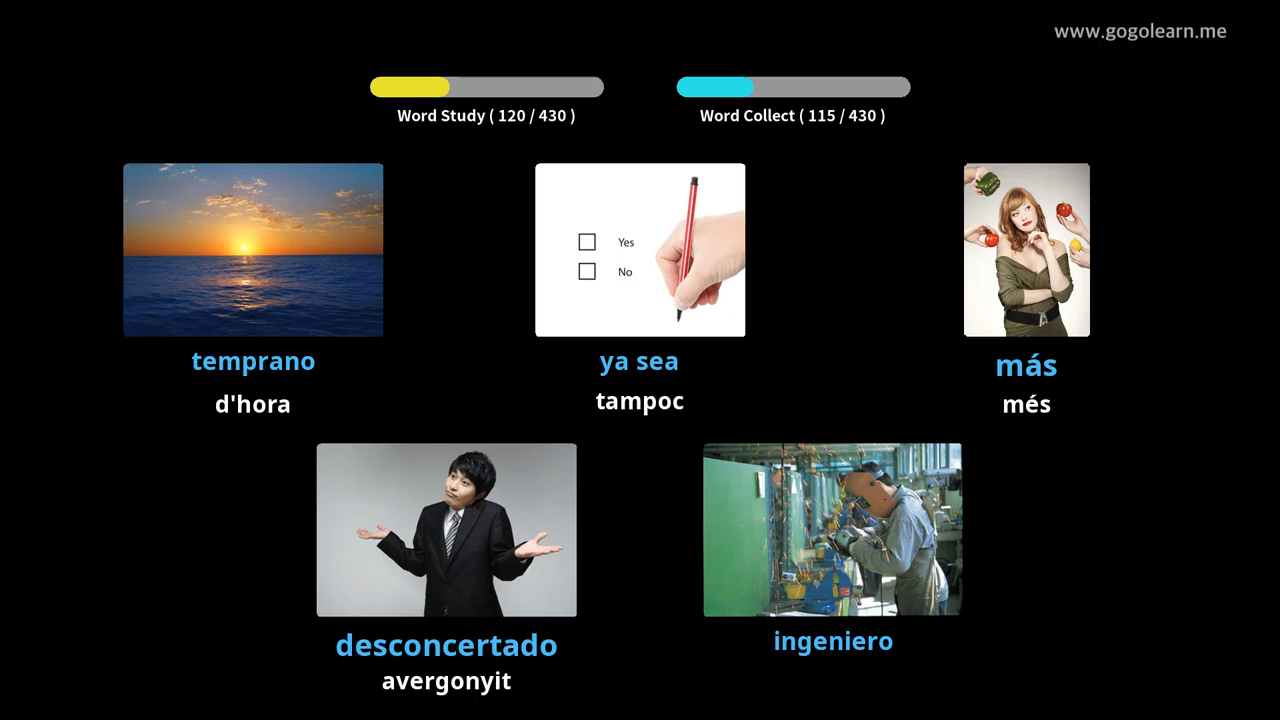 www.gogolearn.me
Word Study ( 120 / 430 )
Word Collect ( 115 / 430 )
Yes
No
temprano
ya sea
más
d'hora
tampoc
més
desconcertado
ingeniero
avergonyit